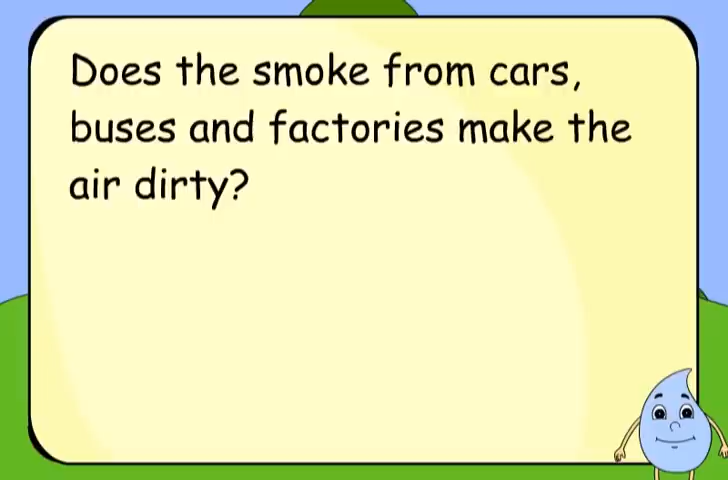 Does the smoke from cars,
buses and factories make the
air dirty?